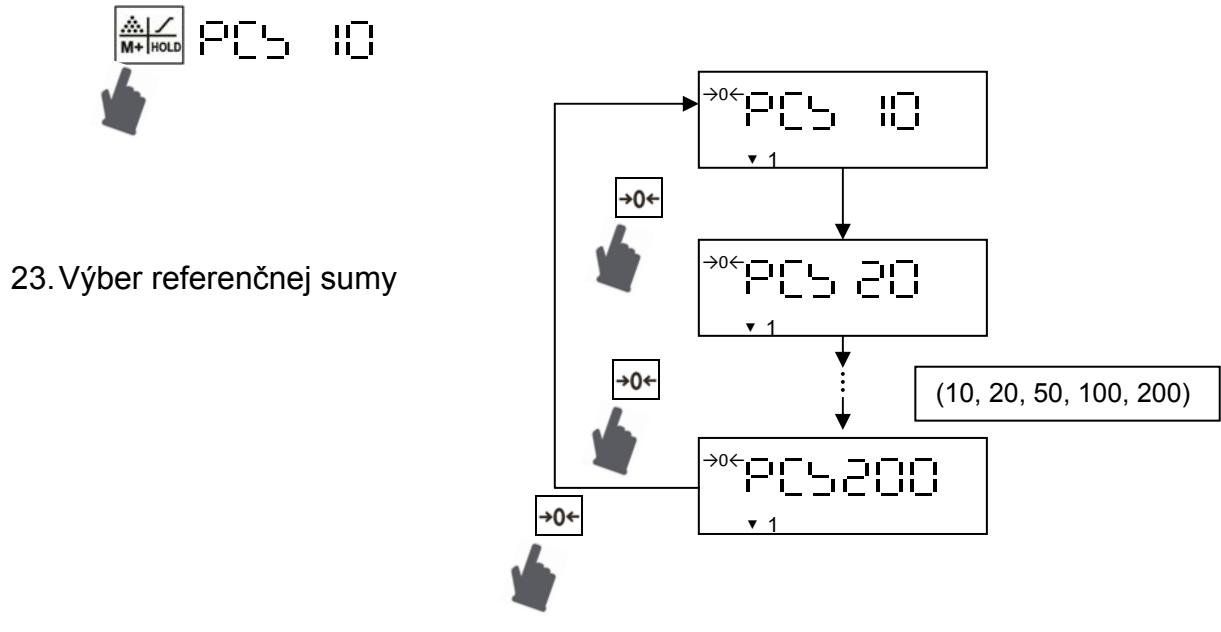 M+ HOLD PCS 10
→0← PCS 10
▼ 1
→0←
→0← PCS 20
▼ 1
23. Výber referenčnej sumy
→0←
(10, 20, 50, 100, 200)
→0← PCS200
▼ 1
→0←